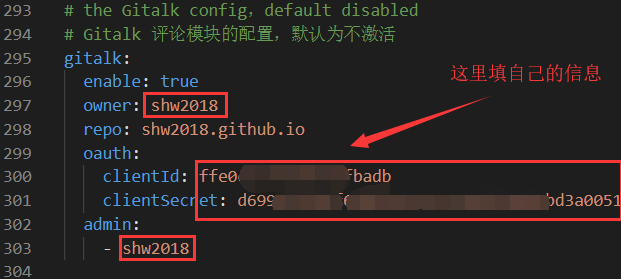 293 # the Gitalk config，default disabled
294 # Gitalk 评论模块的配置，默认为不激活
295 gitalk:
296 enable: true
这里填自己的信息
297 owner: shw2018
298 repo: shw2018.github.io
299 oauth:
300 clientId: ffe0 fbadb
301 clientSecret: d699 bd3a0051
302 admin:
303 - shw2018
304